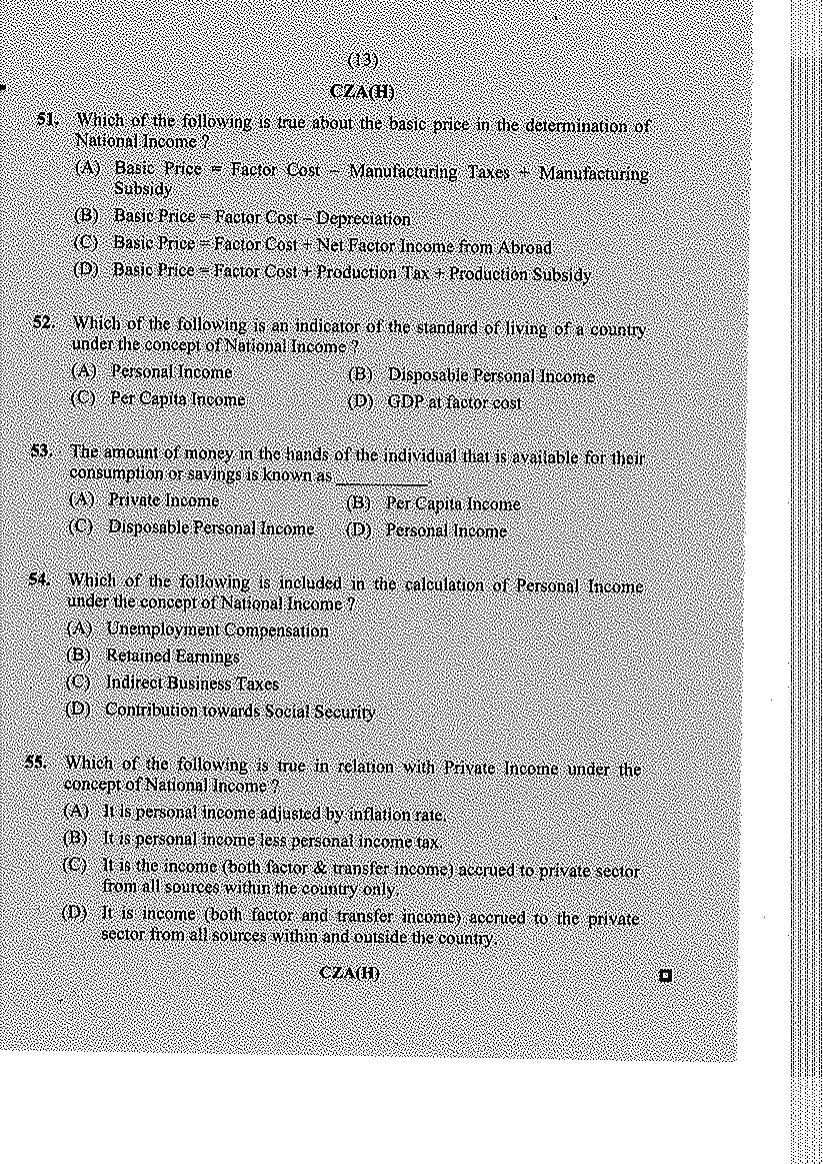 (13)
CZA(H)
51. Which of the following is true about the basic price in the determination of
National Income ?
(A) Basic Price = Factor Cost – Manufacturing Taxes + Manufacturing
Subsidy
(B) Basic Price = Factor Cost – Depreciation
(C) Basic Price = Factor Cost + Net Factor Income from Abroad
(D) Basic Price = Factor Cost + Production Tax + Production Subsidy
52. Which of the following is an indicator of the standard of living of a country
under the concept of National Income ?
(A) Personal Income (B) Disposable Personal Income
(C) Per Capita Income (D) GDP at factor cost
53. The amount of money in the hands of the individual that is available for their
consumption or savings is known as __________.
(A) Private Income (B) Per Capita Income
(C) Disposable Personal Income (D) Personal Income
54. Which of the following is included in the calculation of Personal Income
under the concept of National Income ?
(A) Unemployment Compensation
(B) Retained Earnings
(C) Indirect Business Taxes
(D) Contribution towards Social Security
55. Which of the following is true in relation with Private Income under the
concept of National Income ?
(A) It is personal income adjusted by inflation rate.
(B) It is personal income less personal income tax.
(C) It is the income (both factor & transfer income) accrued to private sector
from all sources within the country only.
(D) It is income (both factor and transfer income) accrued to the private
sector from all sources within and outside the country.
CZA(H)